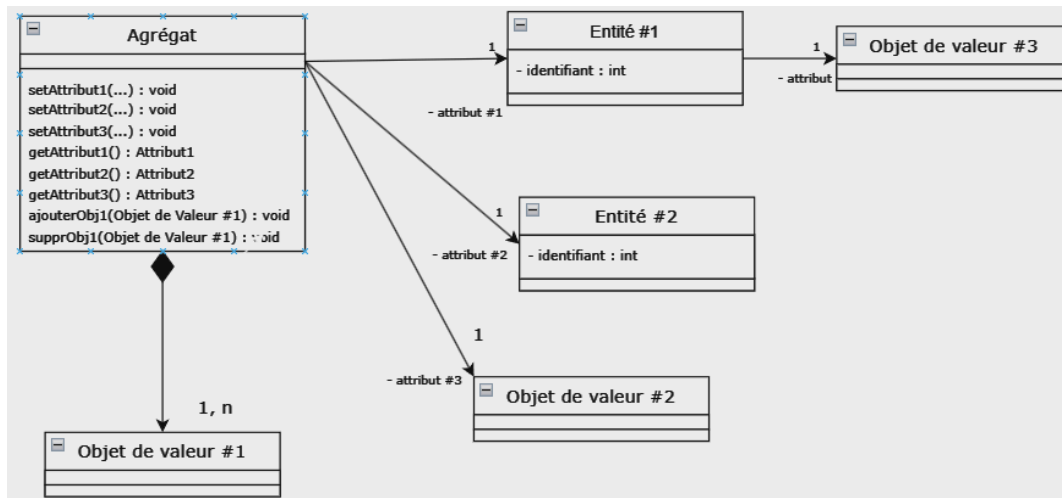 Agrégat
setAttribut1(...) : void
setAttribut2(...) : void
setAttribut3(...) : void
getAttribut1() : Attribut1
getAttribut2() : Attribut2
getAttribut3() : Attribut3
ajouterObj1(Objet de Valeur #1) : void
supprObj1(Objet de Valeur #1) : void
Entité #1
- identifiant : int
1
- attribut #1
Objet de valeur #3
1
- attribut
Entité #2
- identifiant : int
1
- attribut #2
1
- attribut #3
Objet de valeur #2
1, n
Objet de valeur #1